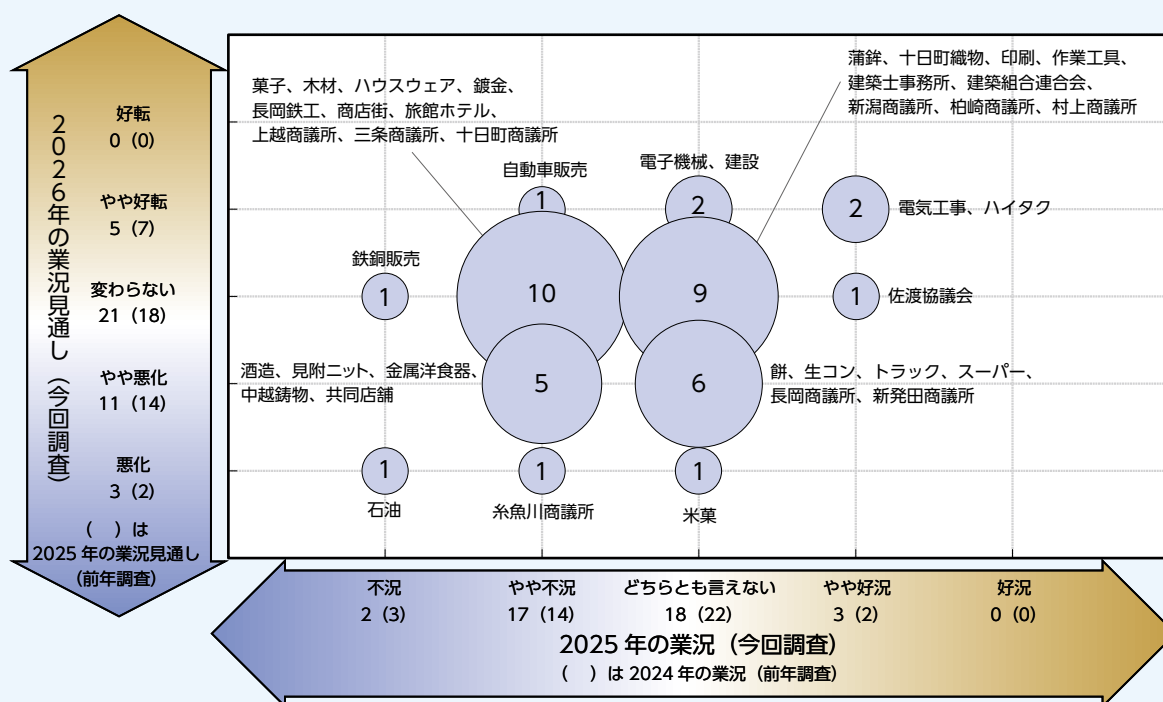 2026年の業況見通し（今回調査）
好転
0（0）
やや好転
5（7）
変わらない
21（18）
やや悪化
11（14）
悪化
3（2）
（　）は
2025年の業況見通し
（前年調査）
菓子、木材、ハウスウェア、鍍金、
長岡鉄工、商店街、旅館ホテル、
上越商議所、三条商議所、十日町商議所
蒲鉾、十日町織物、印刷、作業工具、
建築士事務所、建築組合連合会、
新潟商議所、柏崎商議所、村上商議所
自動車販売
1
電子機械、建設
2
2
電気工事、ハイタク
鉄鋼販売
1
10
9
1
佐渡協議会
酒造、見附ニット、金属洋食器、
中越鋳物、共同店舗
5
6
餅、生コン、トラック、スーパー、
長岡商議所、新発田商議所
1
石油
1
糸魚川商議所
1
米菓
不況
2（3）
やや不況
17（14）
どちらとも言えない
18（22）
やや好況
3（2）
好況
0（0）
2025年の業況（今回調査）
（　）は2024年の業況（前年調査）